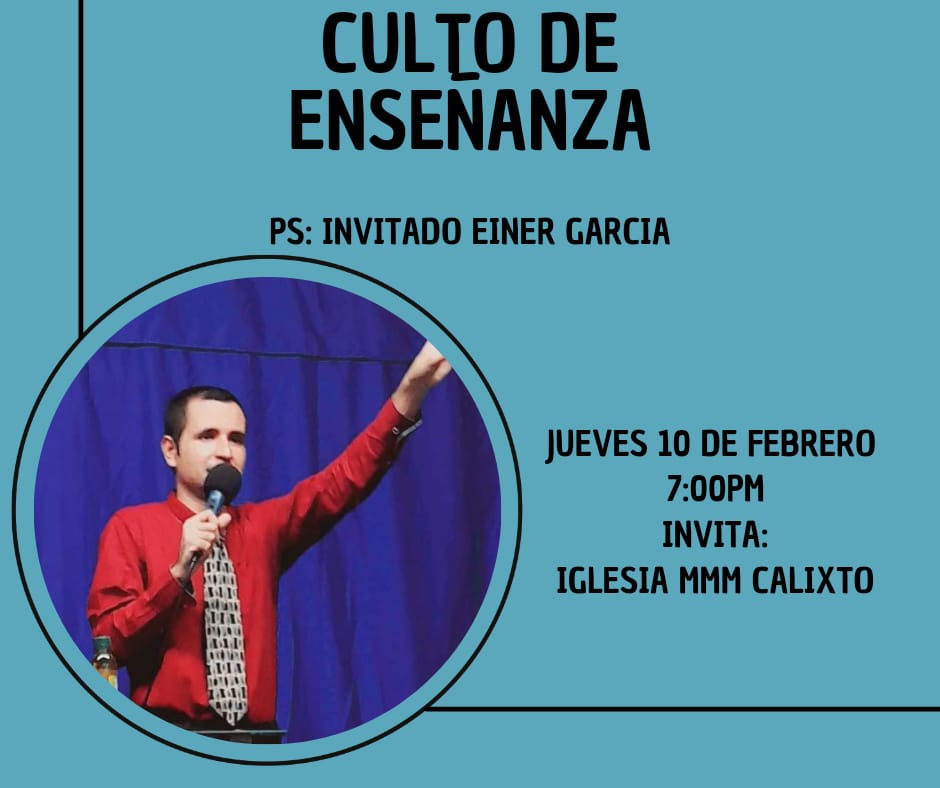 CULTO DE
ENSEÑANZA
PS: INVITADO EINER GARCIA
JUEVES 10 DE FEBRERO
7:00PM
INVITA:
IGLESIA MMM CALIXTO